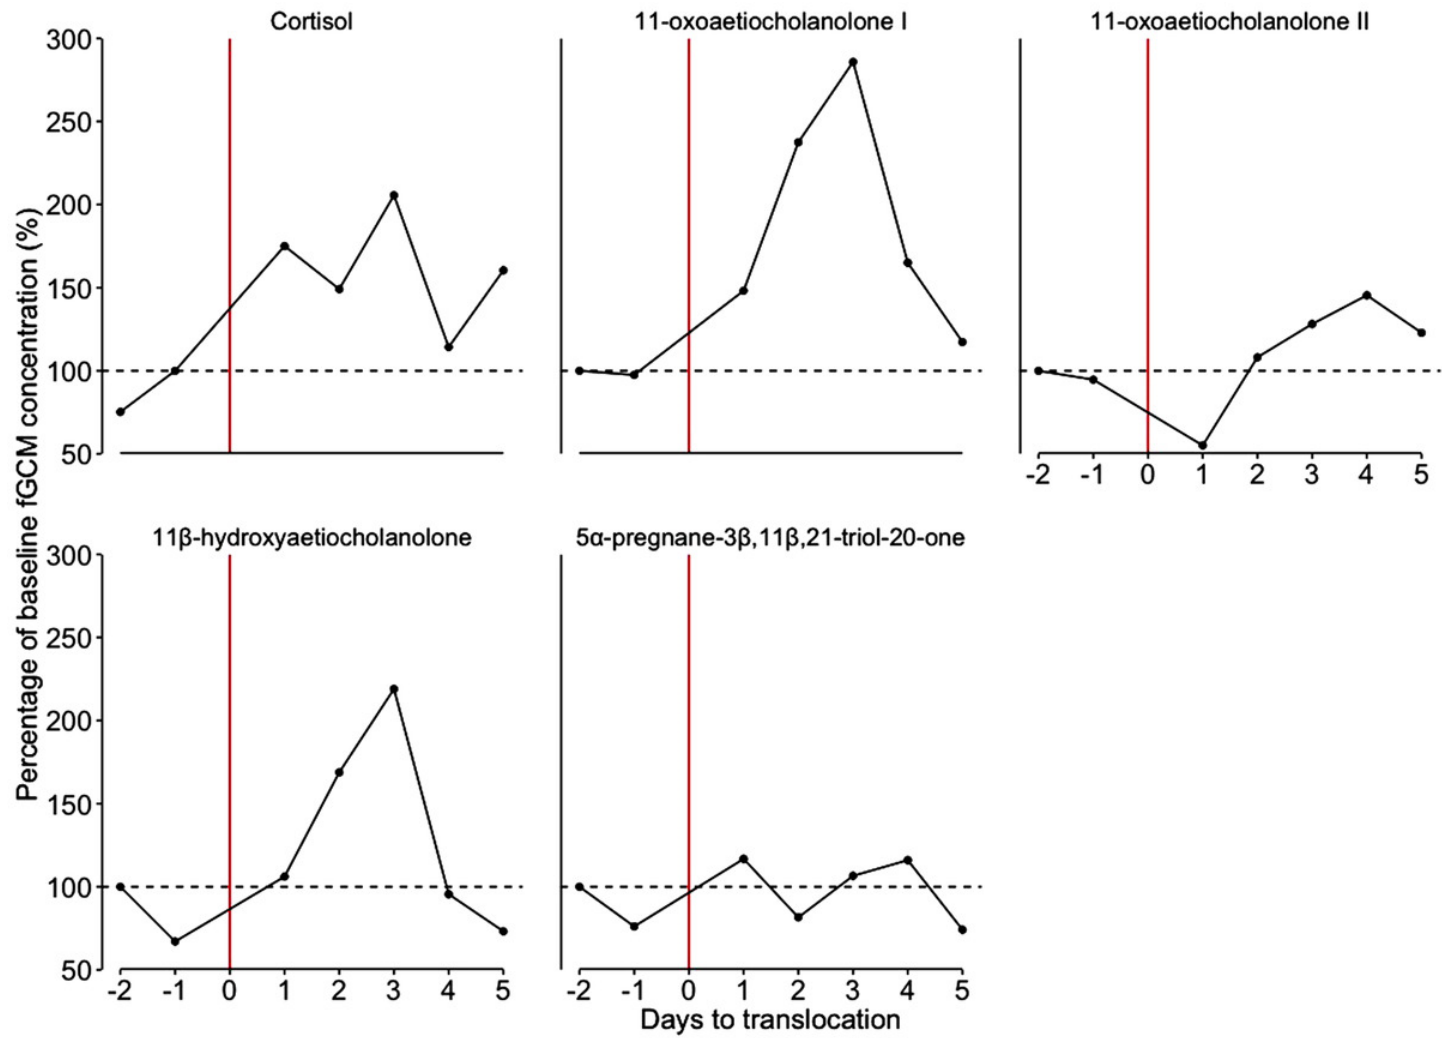 Cortisol
11-oxoaetiocholanolone I
11-oxoaetiocholanolone II
300
250
200
150
100
50
-2 -1 0 1 2 3 4 5
Percentage of baseline fGCM concentration (%)
11β-hydroxyaetiocholanolone
5α-pregnane-3β,11β,21-triol-20-one
300
250
200
150
100
50
-2 -1 0 1 2 3 4 5
-2 -1 0 1 2 3 4 5
Days to translocation